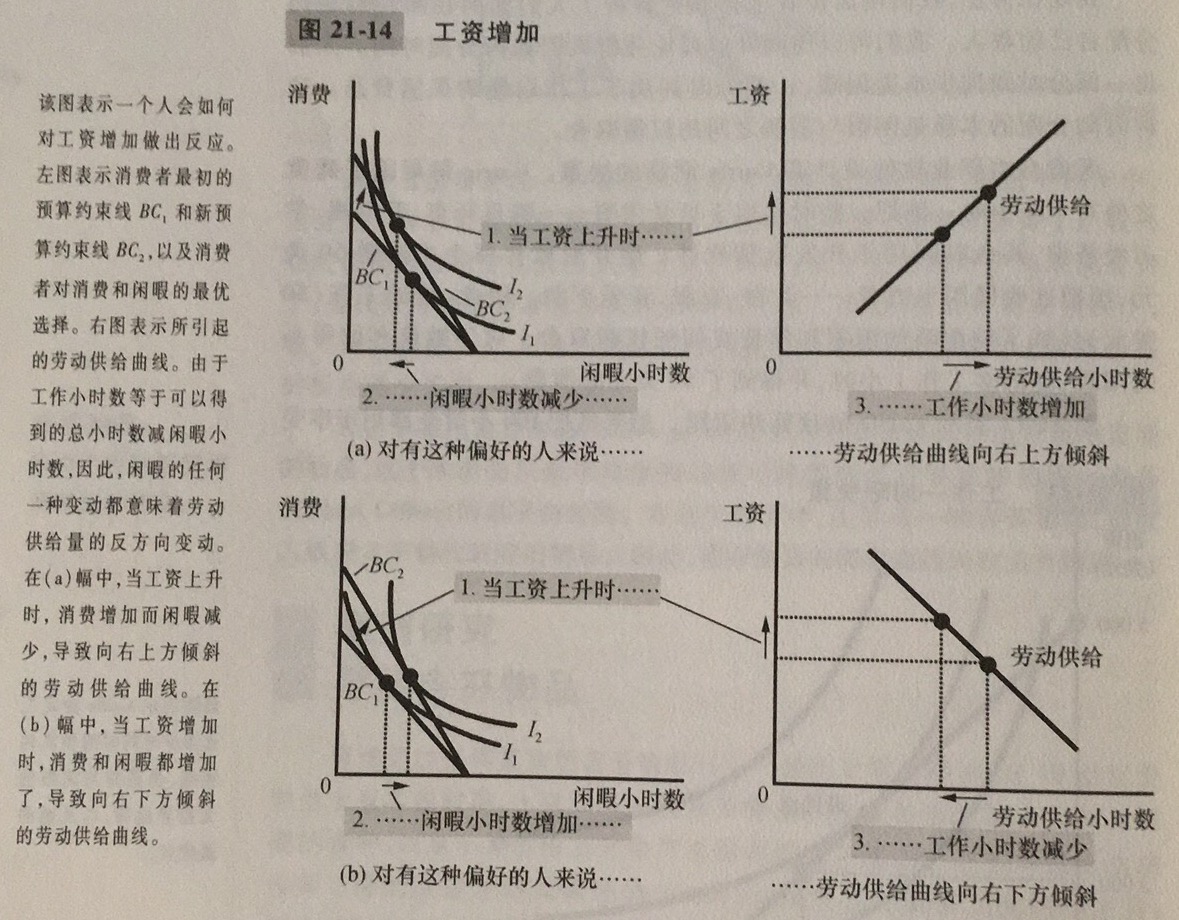 图 21-14 工资增加
该图表示一个人会如何
对工资增加做出反应。
左图表示消费者最初的
预算约束线 BC₁ 和新预
算约束线 BC₂,以及消费
者对消费和闲暇的最优
选择。右图表示所引起
的劳动供给曲线。由于
工作小时数等于可以得
到的总小时数减闲暇小
时数,因此,闲暇的任何
一种变动都意味着劳动
供给量的反方向变动。
在(a)幅中,当工资上升
时,消费增加而闲暇减
少,导致向右上方倾斜
的劳动供给曲线。在
(b)幅中,当工资增加
时,消费和闲暇都增加
了,导致向右下方倾斜
的劳动供给曲线。
消费
1. 当工资上升时……
BC₁
I₂
BC₂
I₁
0
闲暇小时数
2. ……闲暇小时数减少……
(a) 对有这种偏好的人来说……
工资
劳动供给
0
劳动供给小时数
3. ……工作小时数增加
……劳动供给曲线向右上方倾斜
消费
BC₂
1. 当工资上升时……
BC₁
I₂
I₁
0
闲暇小时数
2. ……闲暇小时数增加……
(b) 对有这种偏好的人来说……
工资
劳动供给
0
劳动供给小时数
3. ……工作小时数减少
……劳动供给曲线向右下方倾斜